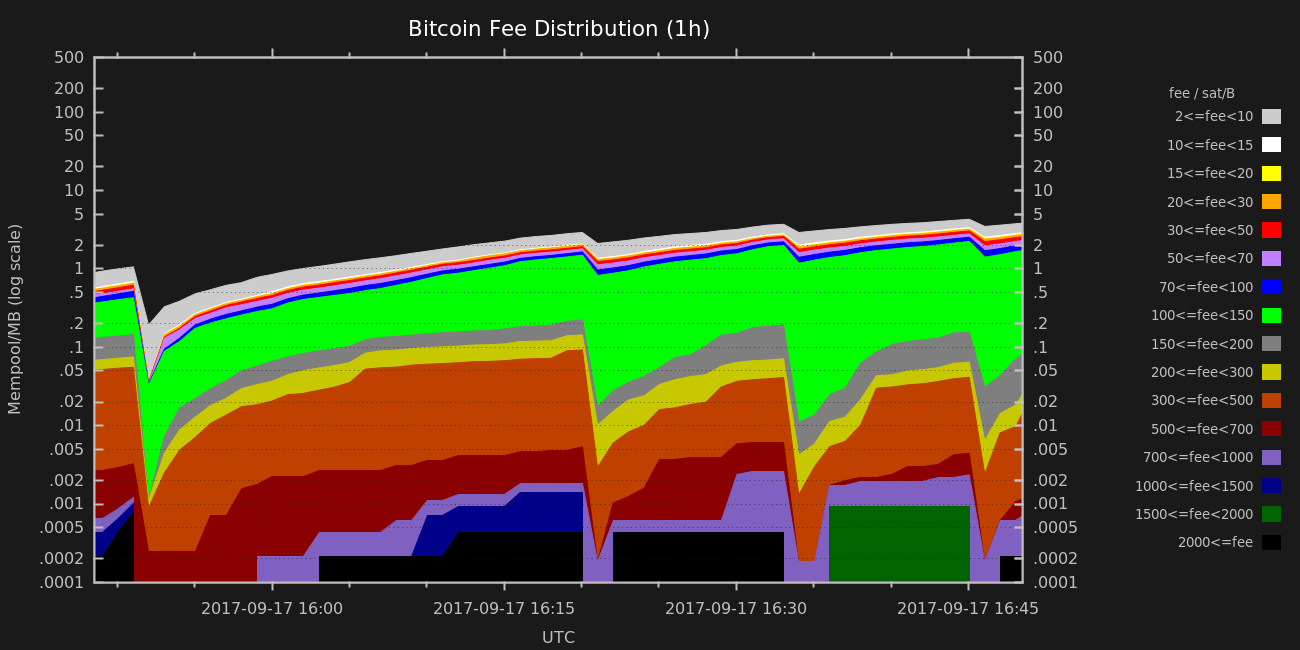 Bitcoin Fee Distribution (1h)
Mempool/MB (log scale)
500
200
100
50
20
10
5
2
1
.5
.2
.1
.05
.02
.01
.005
.002
.001
.0005
.0002
.0001
500
200
100
50
20
10
5
2
1
.5
.2
.1
.05
.02
.01
.005
.002
.001
.0005
.0002
.0001
2017-09-17 16:00
2017-09-17 16:15
2017-09-17 16:30
2017-09-17 16:45
UTC
fee / sat/B
2<=fee<10
10<=fee<15
15<=fee<20
20<=fee<30
30<=fee<50
50<=fee<70
70<=fee<100
100<=fee<150
150<=fee<200
200<=fee<300
300<=fee<500
500<=fee<700
700<=fee<1000
1000<=fee<1500
1500<=fee<2000
2000<=fee